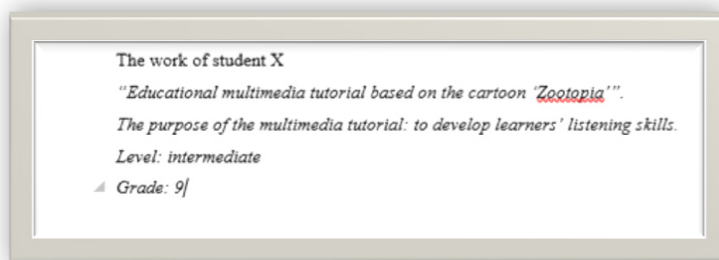 The work of student X
“Educational multimedia tutorial based on the cartoon ‘Zootopia’”.
The purpose of the multimedia tutorial: to develop learners’ listening skills.
Level: intermediate
Grade: 9